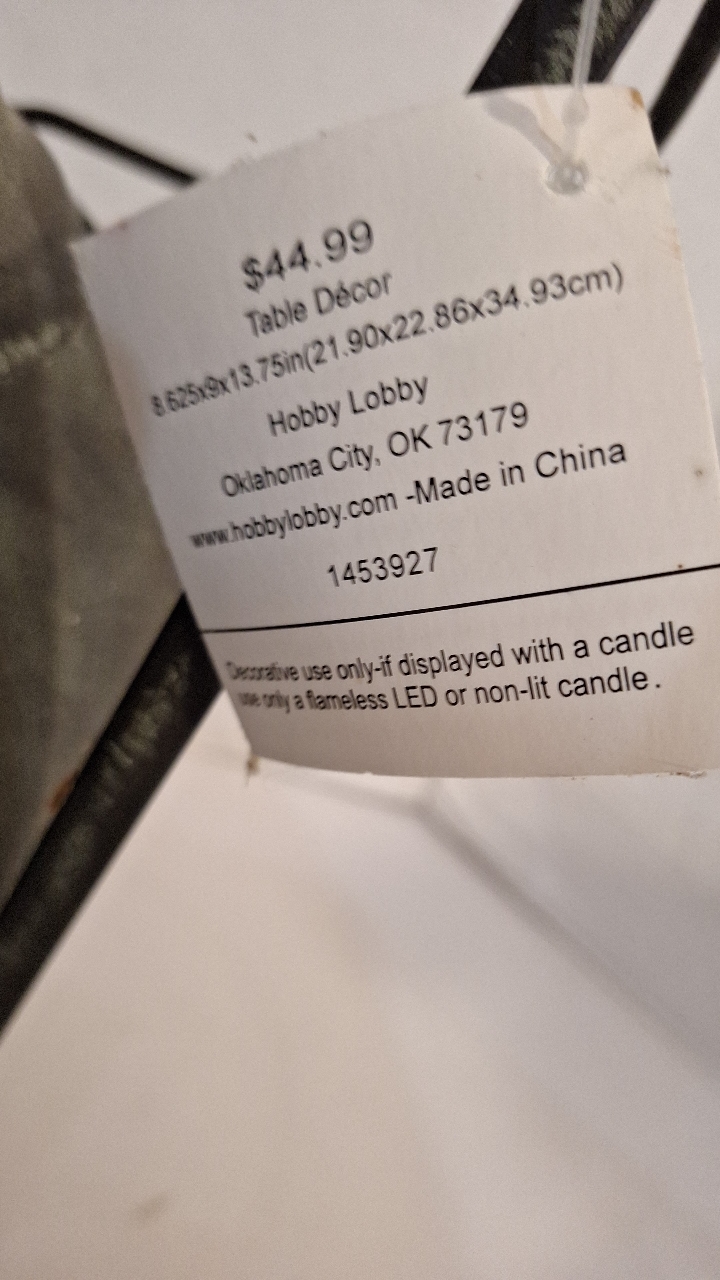 $44.99
Table Décor
8.625x9x13.75in(21.90x22.86x34.93cm)
Hobby Lobby
Oklahoma City, OK 73179
www.hobbylobby.com -Made in China
1453927
Decorative use only-if displayed with a candle
use only a flameless LED or non-lit candle.